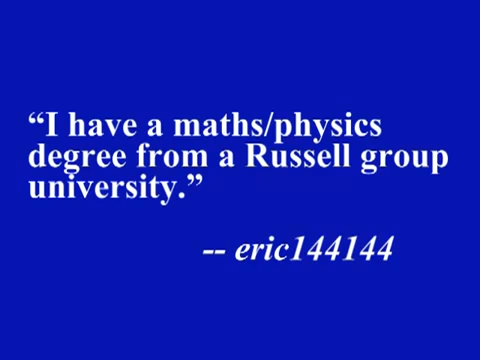 “I have a maths/physics
degree from a Russell group
university.”
-- eric144144